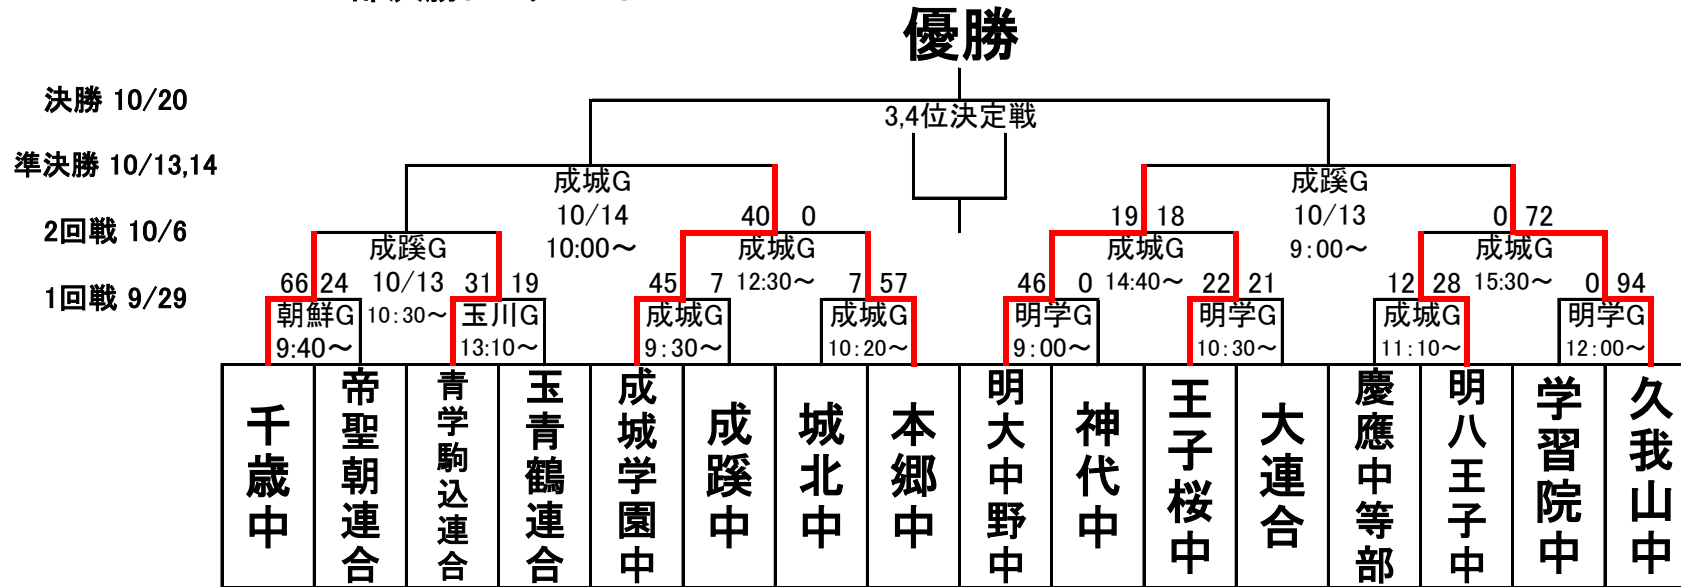 優勝
決勝 10/20
3,4位決定戦
準決勝 10/13,14
成城G
10/14
10:00～
成蹊G
10/13
9:00～
2回戦 10/6
40 0
19 18
0 72
成蹊G
10/13
10:30～
成城G
12:30～
成城G
14:40～
成城G
15:30～
1回戦 9/29
66 24
31 19
45 7
7 57
46 0
22 21
12 28
0 94
朝鮮G
9:40～
玉川G
13:10～
成城G
9:30～
成城G
10:20～
明学G
9:00～
明学G
10:30～
成城G
11:10～
明学G
12:00～
千歳中
帝聖朝連合
青学駒込連合
玉青鶴連合
成城学園中
成蹊中
城北中
本郷中
明大中野中
神代中
王子桜中
大連合
慶應中等部
明八王子中
学習院中
久我山中